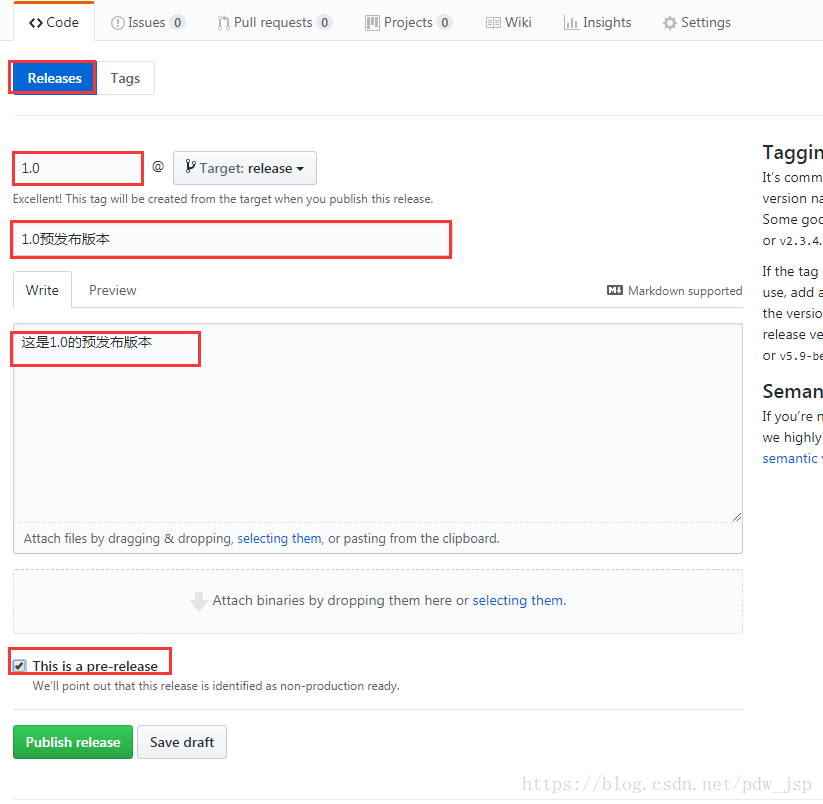 Code Issues 0 Pull requests 0 Projects 0 Wiki Insights Settings
Releases Tags
1.0 @ Target: release
Excellent! This tag will be created from the target when you publish this release.
1.0预发布版本
Write Preview Markdown supported
这是1.0的预发布版本
Attach files by dragging & dropping, selecting them, or pasting from the clipboard.
Attach binaries by dropping them here or selecting them.
This is a pre-release
We'll point out that this release is identified as non-production ready.
Publish release Save draft
Taggin
It's comm
version na
Some goo
or v2.3.4.
If the tag
use, add a
the versio
release ve
or v5.9-be
Seman
If you're n
we highly
semantic v
https://blog.csdn.net/pdw_jsp